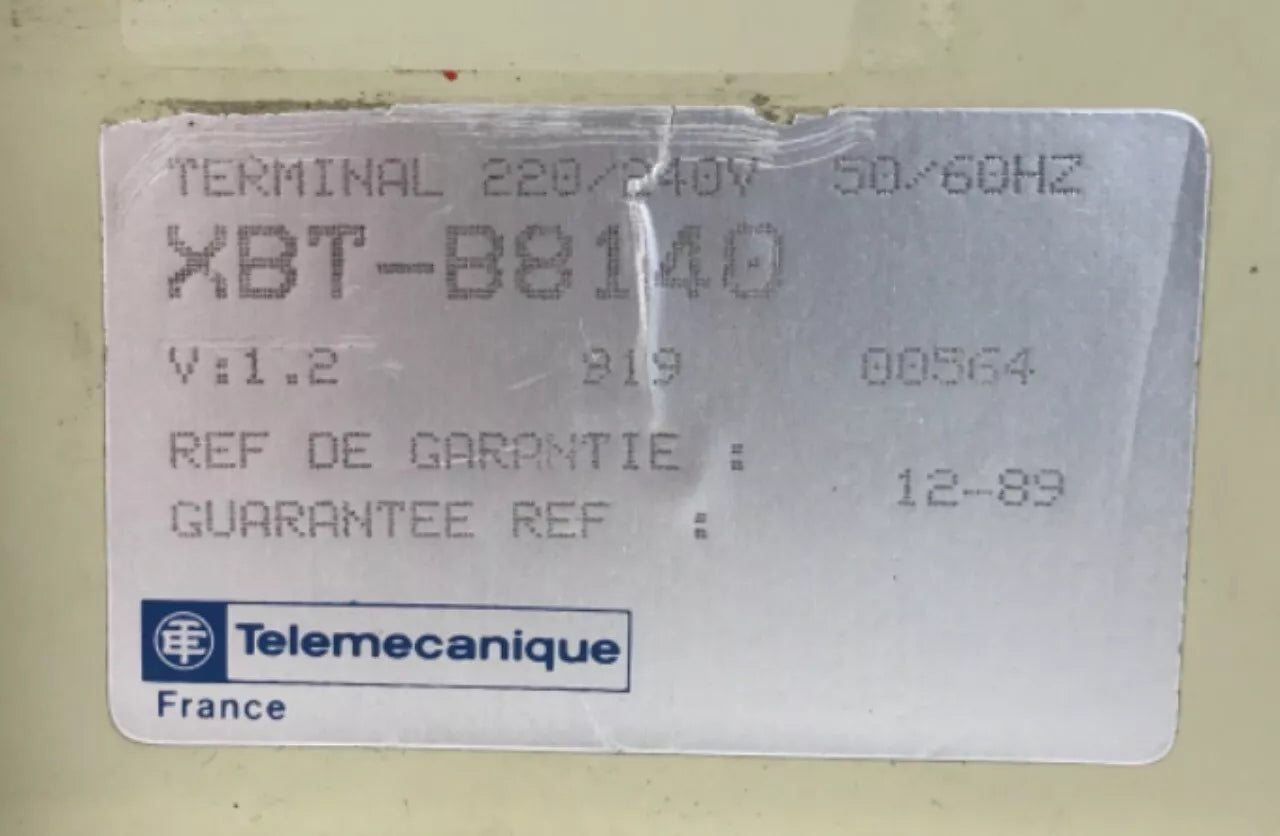 TERMINAL 220/240V 50/60HZ
XBT-B8140
V:1.2 919 00564
REF DE GARANTIE :
12-89
GUARANTEE REF :
TE Telemecanique
France